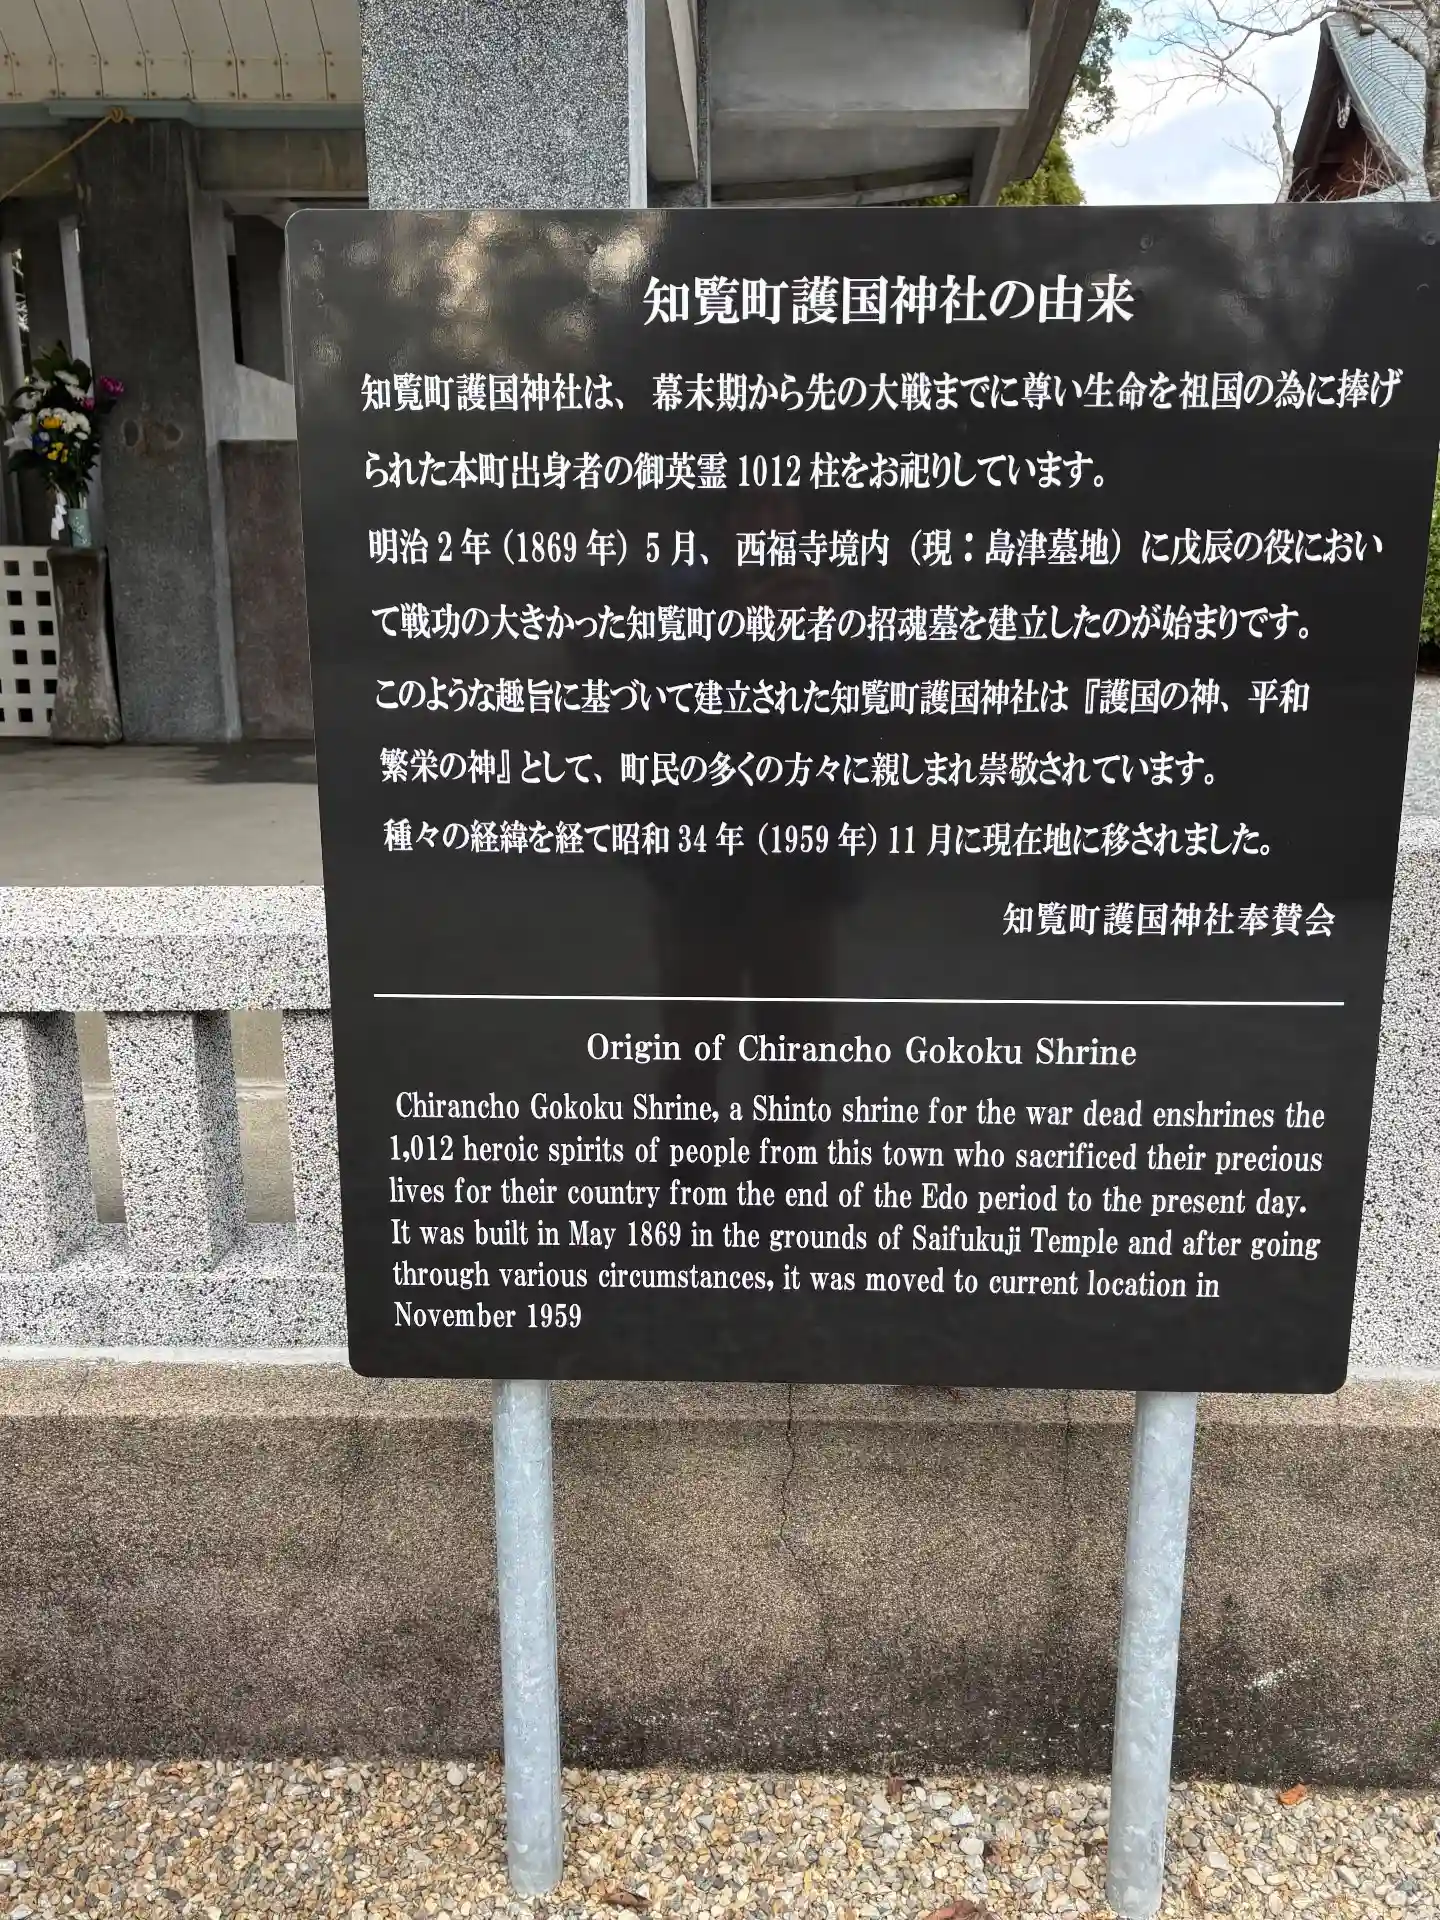 知覧町護国神社の由来
知覧町護国神社は、幕末期から先の大戦までに尊い生命を祖国の為に捧げ
られた本町出身者の御英霊 1012 柱をお祀りしています。
明治 2 年（1869 年）5 月、西福寺境内（現：島津墓地）に戊辰の役におい
て戦功の大きかった知覧町の戦死者の招魂墓を建立したのが始まりです。
このような趣旨に基づいて建立された知覧町護国神社は『護国の神、平和
繁栄の神』として、町民の多くの方々に親しまれ崇敬されています。
種々の経緯を経て昭和 34 年（1959 年）11 月に現在地に移されました。
知覧町護国神社奉賛会
Origin of Chirancho Gokoku Shrine
Chirancho Gokoku Shrine, a Shinto shrine for the war dead enshrines the
1,012 heroic spirits of people from this town who sacrificed their precious
lives for their country from the end of the Edo period to the present day.
It was built in May 1869 in the grounds of Saifukuji Temple and after going
through various circumstances, it was moved to current location in
November 1959